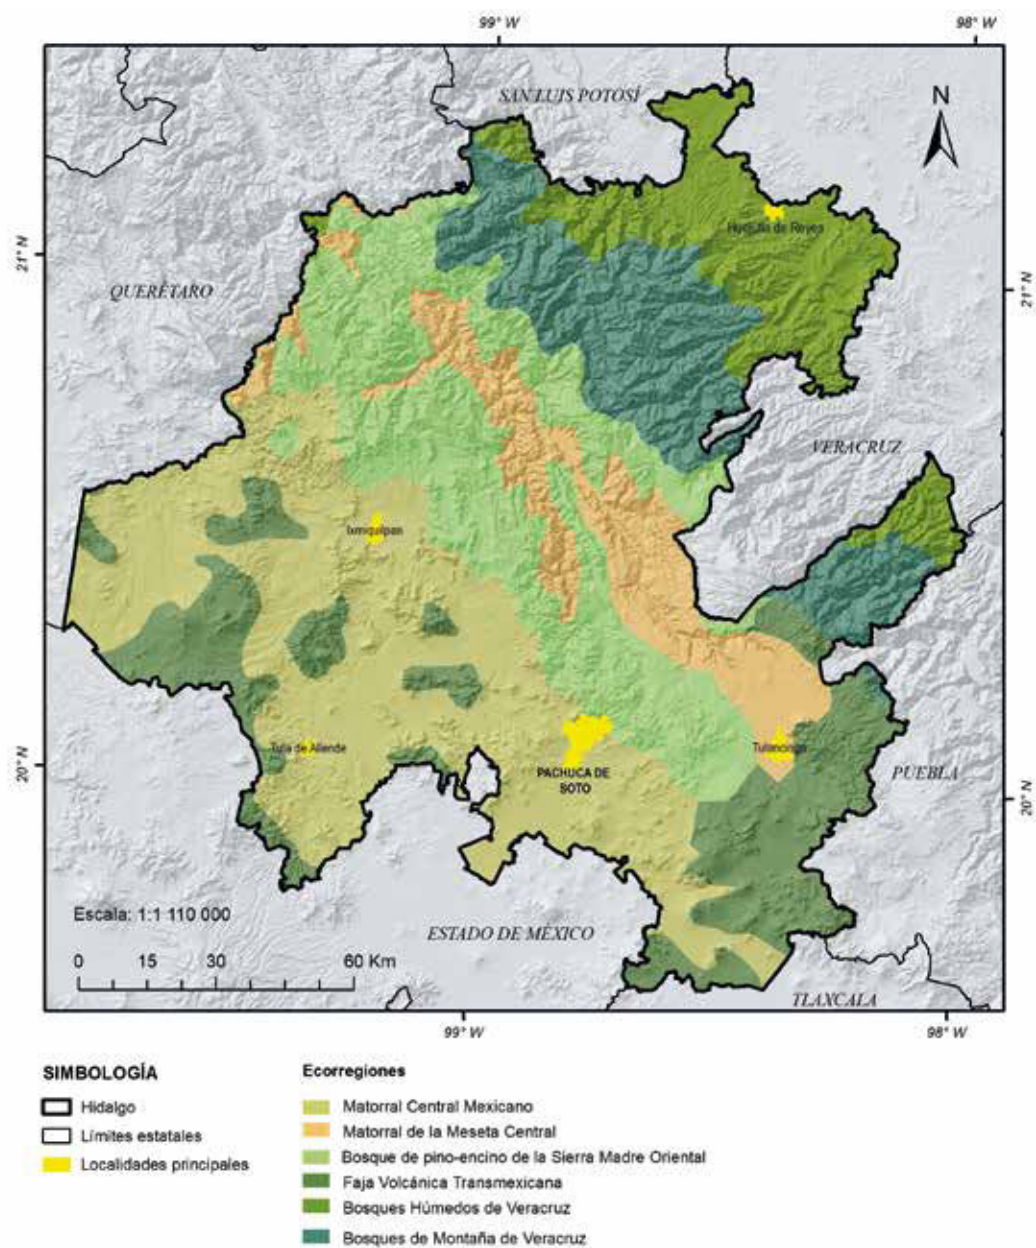 99° W
98° W
SAN LUIS POTOSÍ
N
Huejutla de Reyes
21° N
21° N
QUERÉTARO
VERACRUZ
Ixmiquilpan
Tula de Allende
Tulancingo
20° N
PACHUCA DE
SOTO
PUEBLA
20° N
Escala: 1:1 110 000
ESTADO DE MÉXICO
0 15 30 60 Km
TLAXCALA
99° W
98° W
SIMBOLOGÍA
Hidalgo
Límites estatales
Localidades principales
Ecorregiones
Matorral Central Mexicano
Matorral de la Meseta Central
Bosque de pino-encino de la Sierra Madre Oriental
Faja Volcánica Transmexicana
Bosques Húmedos de Veracruz
Bosques de Montaña de Veracruz